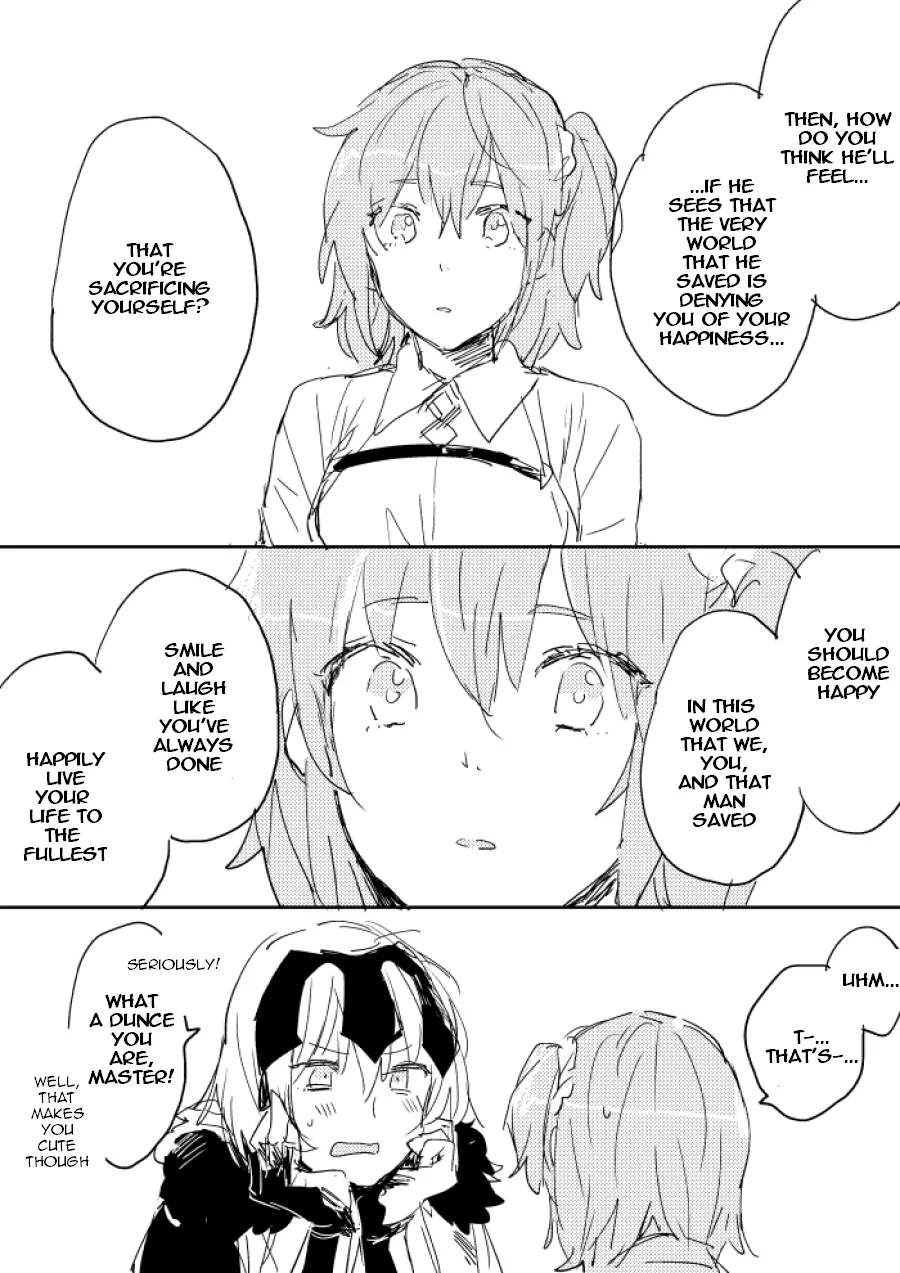 THEN, HOW
DO YOU
THINK HE'LL
FEEL...
...IF HE
SEES THAT
THE VERY
WORLD
THAT HE
SAVED IS
DENYING
YOU OF YOUR
HAPPINESS...
THAT
YOU'RE
SACRIFICING
YOURSELF?
YOU
SHOULD
BECOME
HAPPY
IN THIS
WORLD
THAT WE,
YOU,
AND THAT
MAN
SAVED
SMILE
AND
LAUGH
LIKE
YOU'VE
ALWAYS
DONE
HAPPILY
LIVE
YOUR
LIFE TO
THE
FULLEST
UHM...
T-...
THAT'S-...
SERIOUSLY!
WHAT
A DUNCE
YOU
ARE,
MASTER!
WELL,
THAT
MAKES
YOU
CUTE
THOUGH